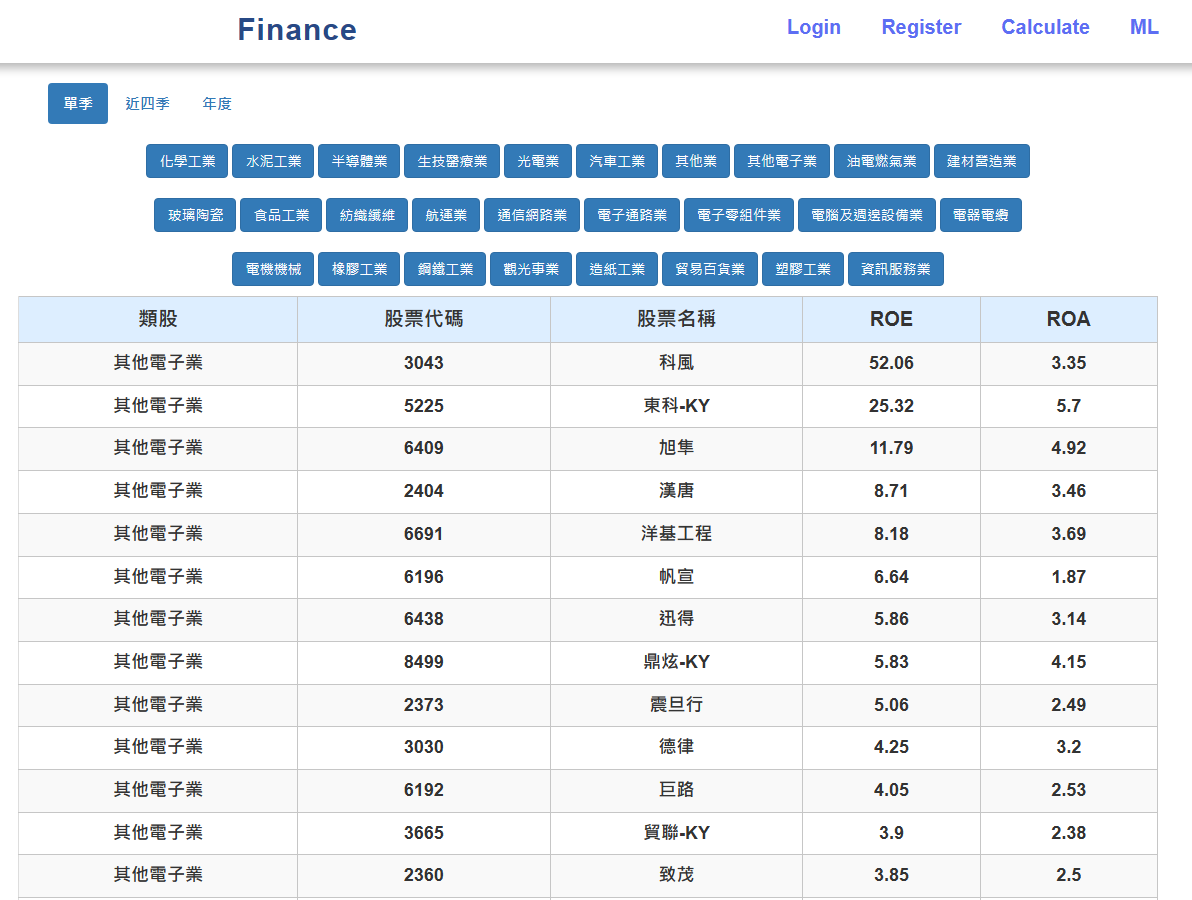 Finance Login Register Calculate ML
單季 近四季 年度
化學工業 水泥工業 半導體業 生技醫療業 光電業 汽車工業 其他業 其他電子業 油電燃氣業 建材營造業
玻璃陶瓷 食品工業 紡織纖維 航運業 通信網路業 電子通路業 電子零組件業 電腦及週邊設備業 電器電纜
電機機械 橡膠工業 鋼鐵工業 觀光事業 造紙工業 貿易百貨業 塑膠工業 資訊服務業
類股 股票代碼 股票名稱 ROE ROA
其他電子業 3043 科風 52.06 3.35
其他電子業 5225 東科-KY 25.32 5.7
其他電子業 6409 旭隼 11.79 4.92
其他電子業 2404 漢唐 8.71 3.46
其他電子業 6691 洋基工程 8.18 3.69
其他電子業 6196 帆宣 6.64 1.87
其他電子業 6438 迅得 5.86 3.14
其他電子業 8499 鼎炫-KY 5.83 4.15
其他電子業 2373 震旦行 5.06 2.49
其他電子業 3030 德律 4.25 3.2
其他電子業 6192 巨路 4.05 2.53
其他電子業 3665 貿聯-KY 3.9 2.38
其他電子業 2360 致茂 3.85 2.5